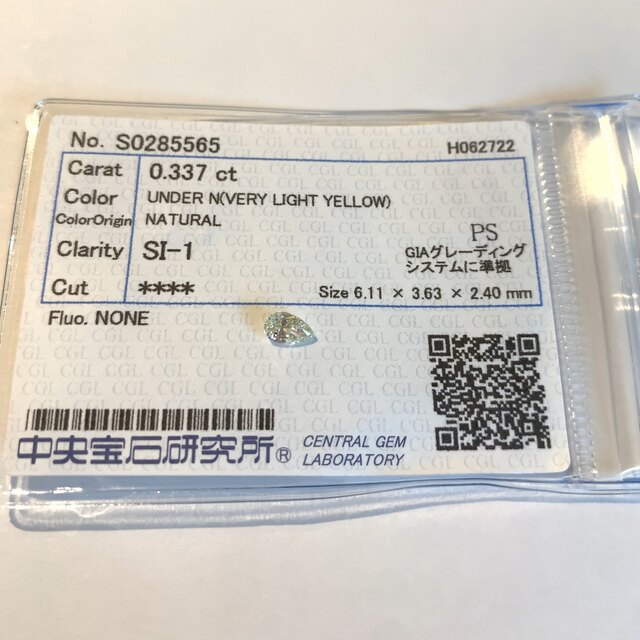 No. S0285565 H062722
Carat 0.337 ct
Color UNDER N(VERY LIGHT YELLOW)
ColorOrigin NATURAL
Clarity SI-1
PS
GIAグレーディング
システムに準拠
Cut ****
Size 6.11 × 3.63 × 2.40 mm
Fluo. NONE
中央宝石研究所®
CENTRAL GEM
LABORATORY